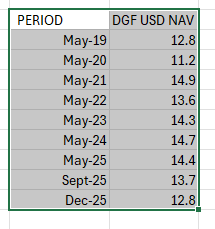 PERIOD DGF USD NAV
May-19 12.8
May-20 11.2
May-21 14.9
May-22 13.6
May-23 14.3
May-24 14.7
May-25 14.4
Sept-25 13.7
Dec-25 12.8